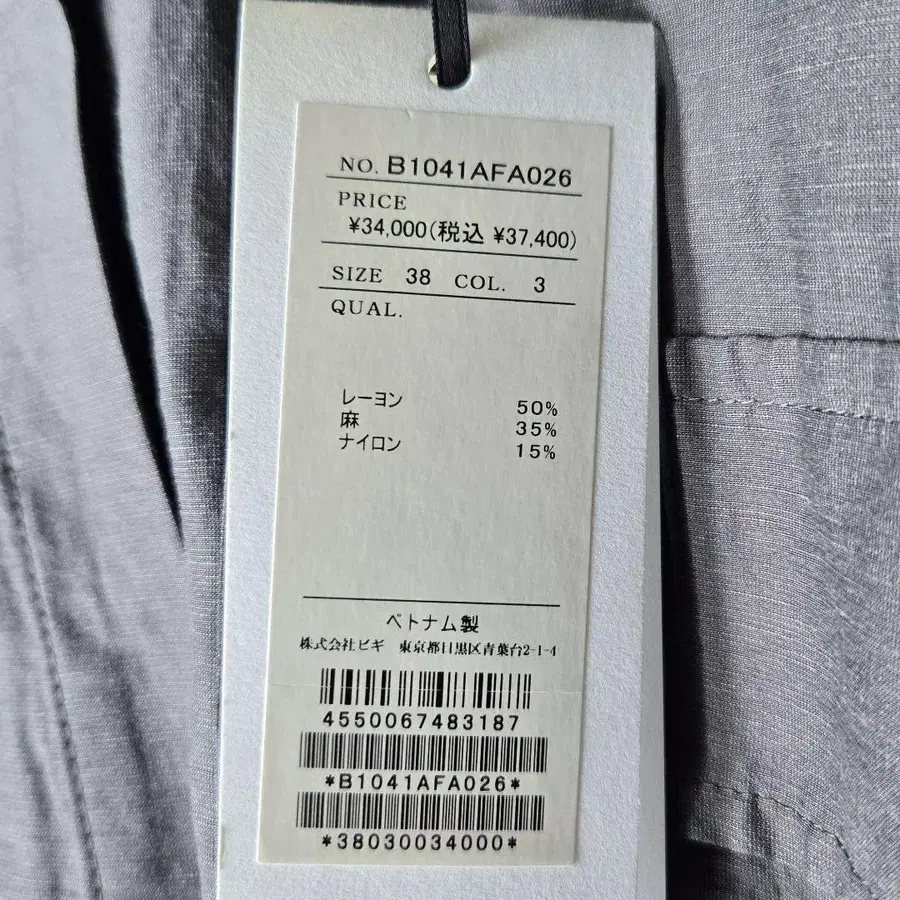 NO. B1041AFA026
PRICE
¥34,000(税込 ¥37,400)
SIZE 38 COL. 3
QUAL.
レーヨン 50%
麻 35%
ナイロン 15%
ベトナム製
株式会社ビギ 東京都目黒区青葉台2-1-4
4550067483187
*B1041AFA026*
*38030034000*